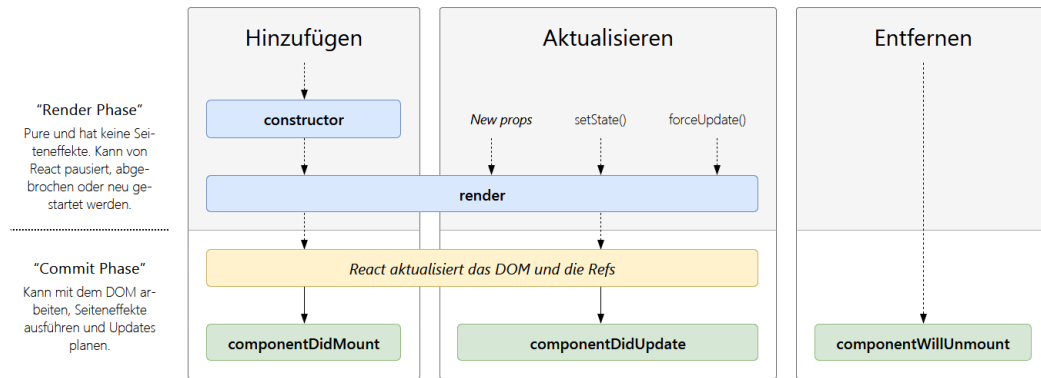 Hinzufügen
Aktualisieren
Entfernen
"Render Phase"
Pure und hat keine Sei-
teneffekte. Kann von
React pausiert, abge-
brochen oder neu ge-
startet werden.
constructor
New props
setState()
forceUpdate()
render
"Commit Phase"
Kann mit dem DOM ar-
beiten, Seiteneffekte
ausführen und Updates
planen.
React aktualisiert das DOM und die Refs
componentDidMount
componentDidUpdate
componentWillUnmount